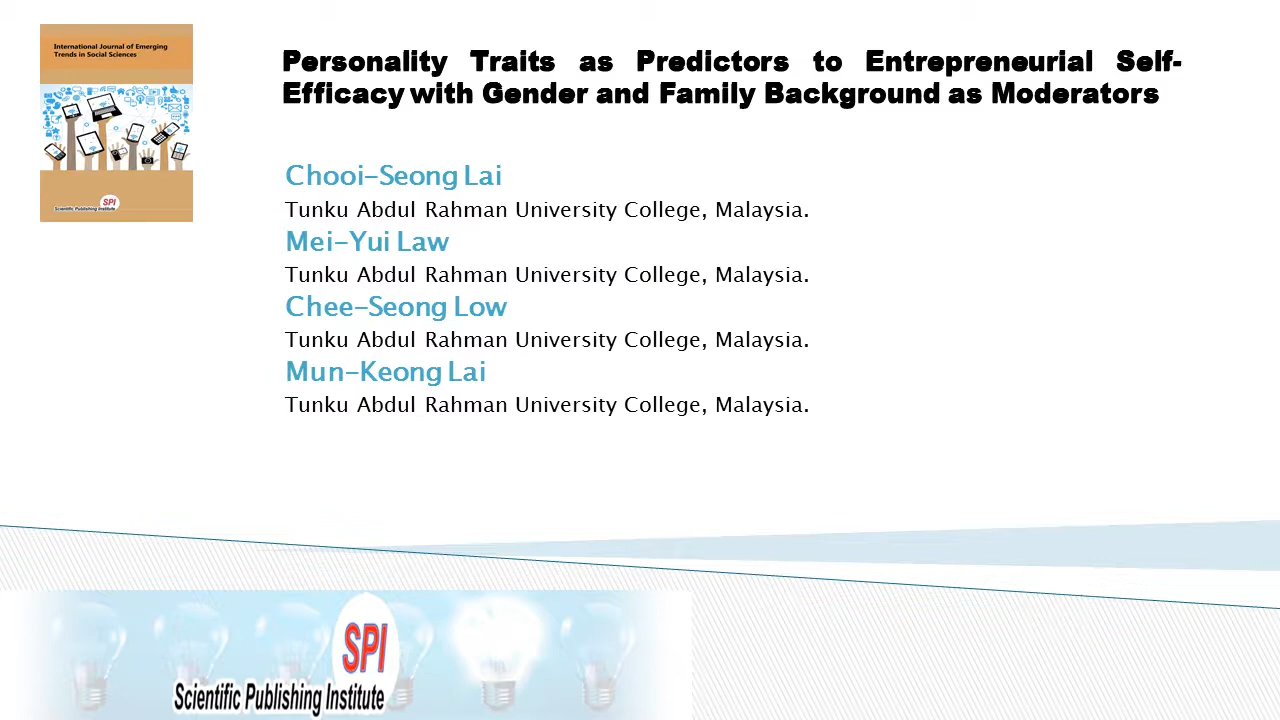 International Journal of Emerging
Trends in Social Sciences
SPI
Scientific Publishing Institute
Personality Traits as Predictors to Entrepreneurial Self-
Efficacy with Gender and Family Background as Moderators
Chooi-Seong Lai
Tunku Abdul Rahman University College, Malaysia.
Mei-Yui Law
Tunku Abdul Rahman University College, Malaysia.
Chee-Seong Low
Tunku Abdul Rahman University College, Malaysia.
Mun-Keong Lai
Tunku Abdul Rahman University College, Malaysia.
SPI
Scientific Publishing Institute